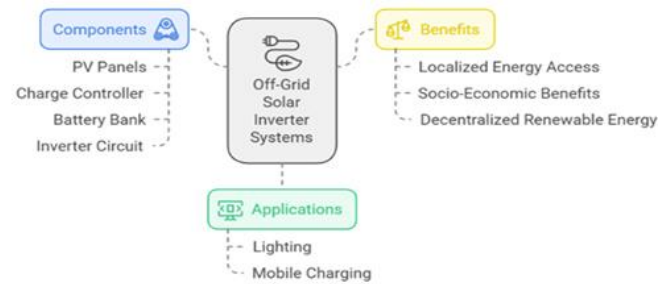 Components
PV Panels
Charge Controller
Battery Bank
Inverter Circuit
Off-Grid
Solar
Inverter
Systems
Benefits
Localized Energy Access
Socio-Economic Benefits
Decentralized Renewable Energy
Applications
Lighting
Mobile Charging